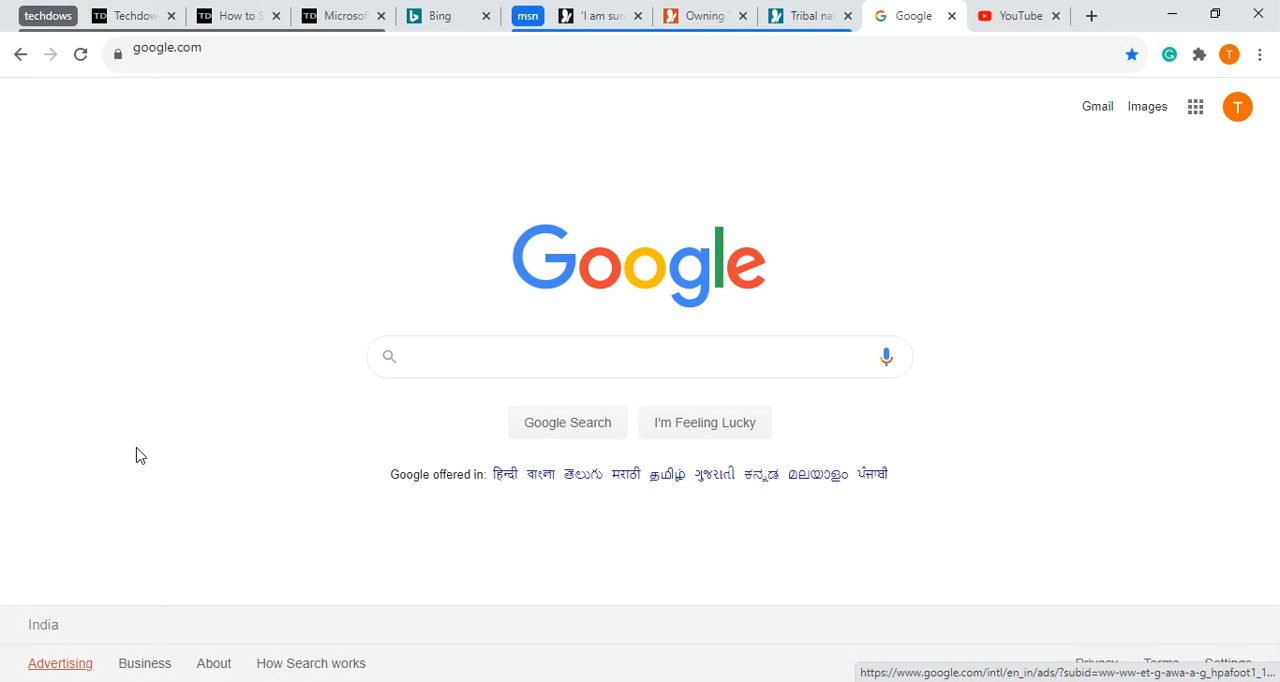 techdows Techdow How to S Microsof Bing msn 'I am sur Owning T Tribal nat Google YouTube
google.com T
Gmail Images T
Google
Google Search I'm Feeling Lucky
Google offered in: हिन्दी বাংলা తెలుగు मराठी தமிழ் ગુજરાતી ಕನ್ನಡ മലയാളം ਪੰਜਾਬੀ
India
Advertising Business About How Search works Privacy Terms Settings
https://www.google.com/intl/en_in/ads/?subid=ww-ww-et-g-awa-a-g_hpafoot1_1...